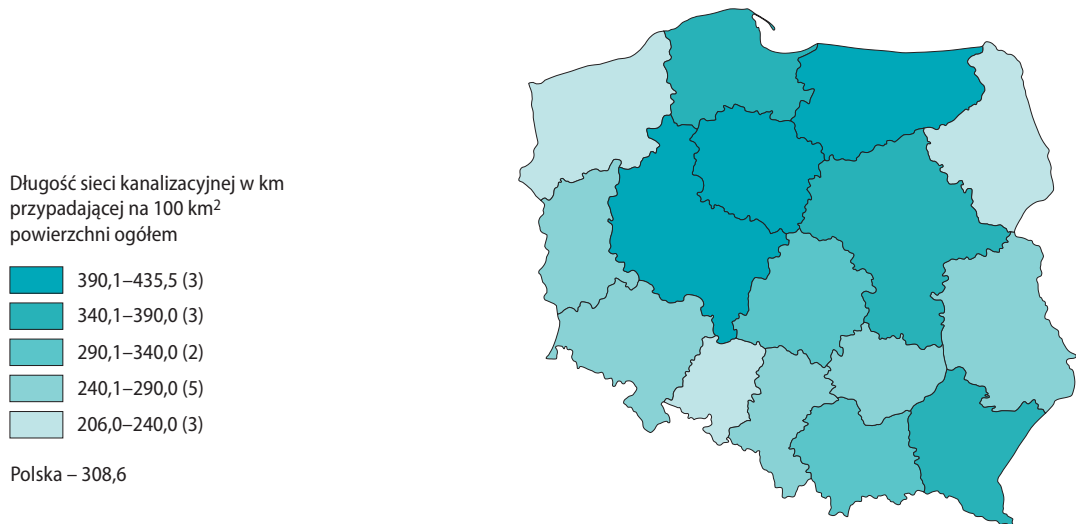 Długość sieci kanalizacyjnej w km
przypadającej na 100 km²
powierzchni ogółem
390,1–435,5 (3)
340,1–390,0 (3)
290,1–340,0 (2)
240,1–290,0 (5)
206,0–240,0 (3)
Polska – 308,6